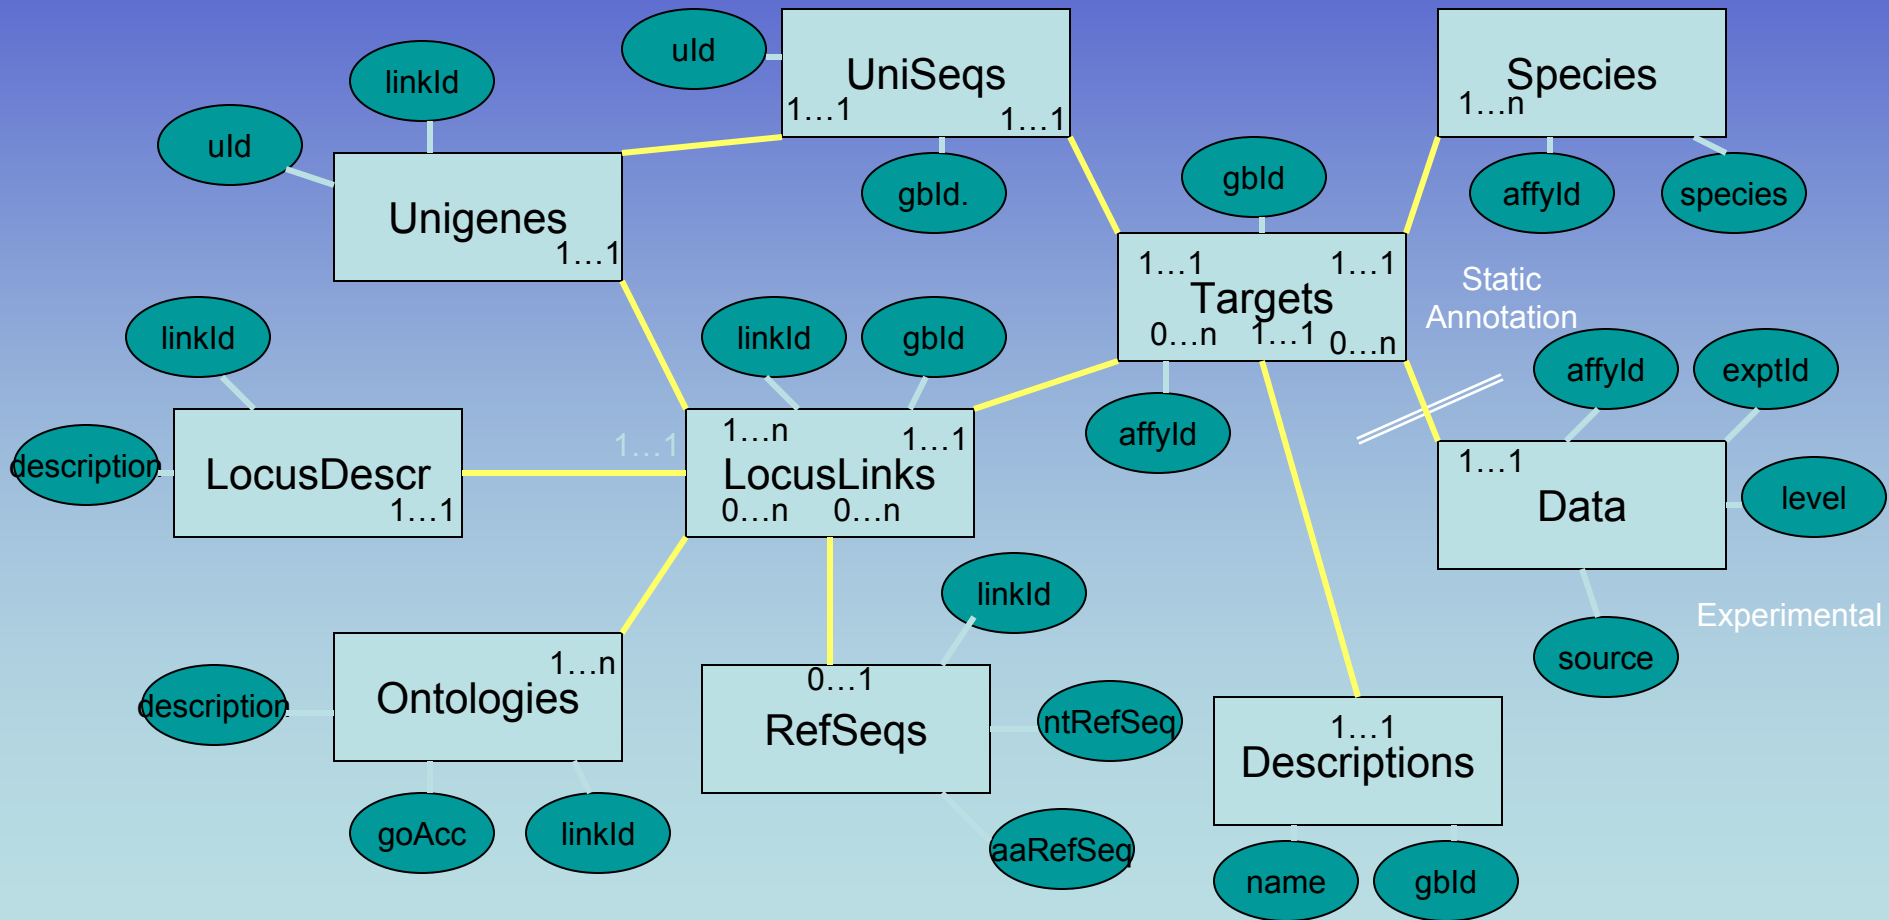 uId
UniSeqs
1...1
1...1
gbId.
Species
1...n
affyId
species
linkId
uId
Unigenes
1...1
gbId
1...1
1...1
Targets
0...n
1...1
0...n
affyId
Static
Annotation
linkId
description
LocusDescr
1...1
1...1
linkId
gbId
1...n
1...1
LocusLinks
0...n
0...n
affyId
exptId
1...1
Data
level
source
Experimental
1...n
Ontologies
description
goAcc
linkId
linkId
0...1
RefSeqs
ntRefSeq
aaRefSeq
1...1
Descriptions
name
gbId